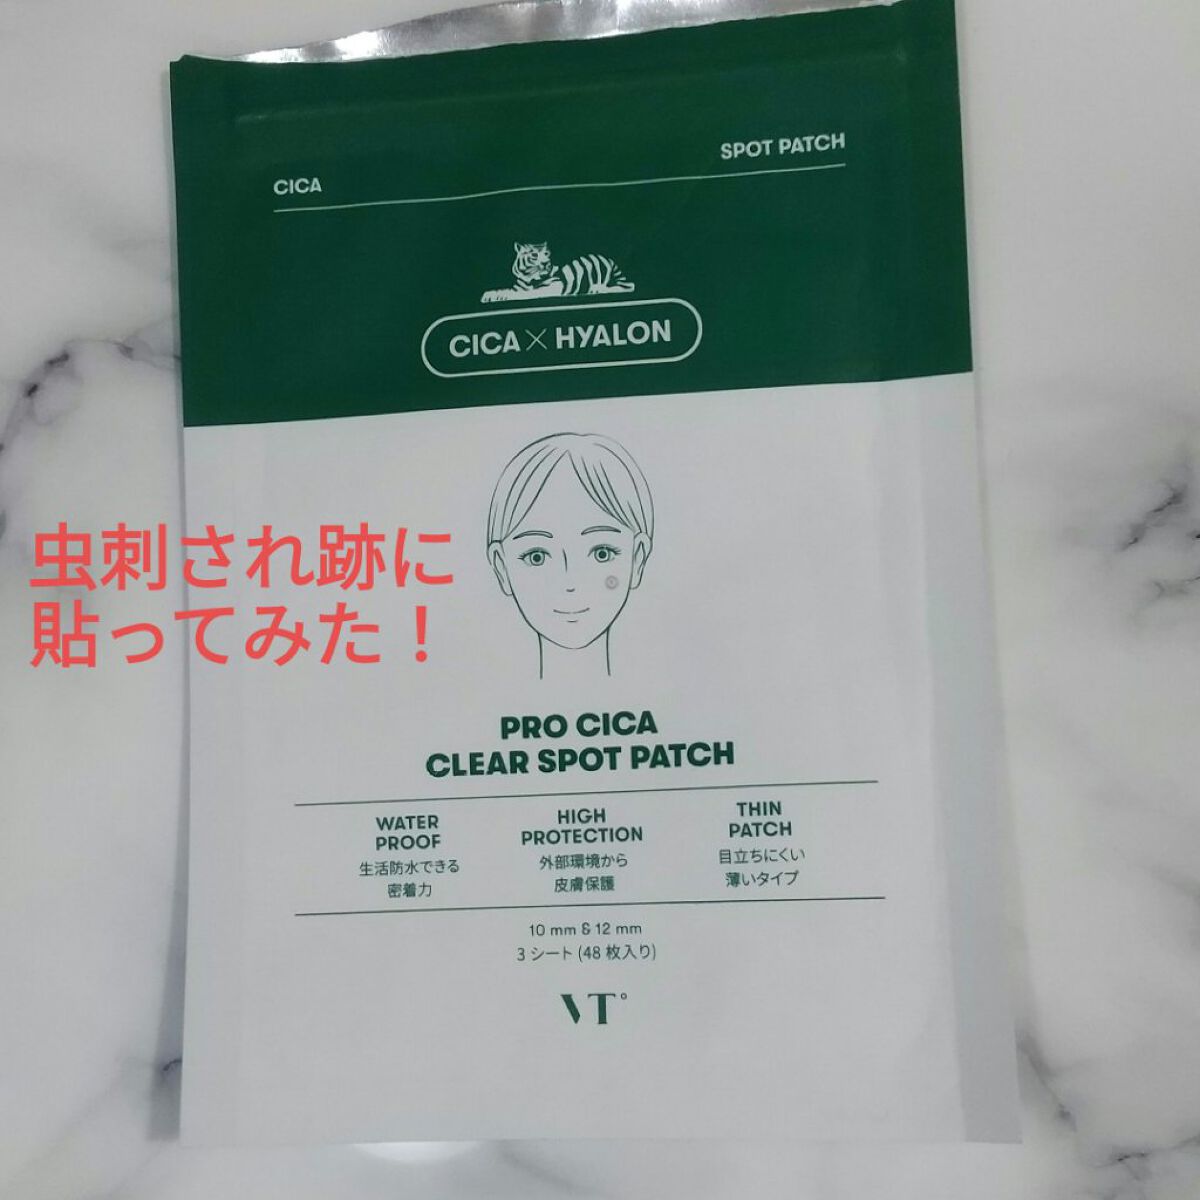 CICA
SPOT PATCH
CICA×HYALON
虫刺され跡に
貼ってみた！
PRO CICA
CLEAR SPOT PATCH
WATER
PROOF
生活防水できる
密着力
HIGH
PROTECTION
外部環境から
皮膚保護
THIN
PATCH
目立ちにくい
薄いタイプ
10 mm & 12 mm
3 シート (48 枚入り)
VT°